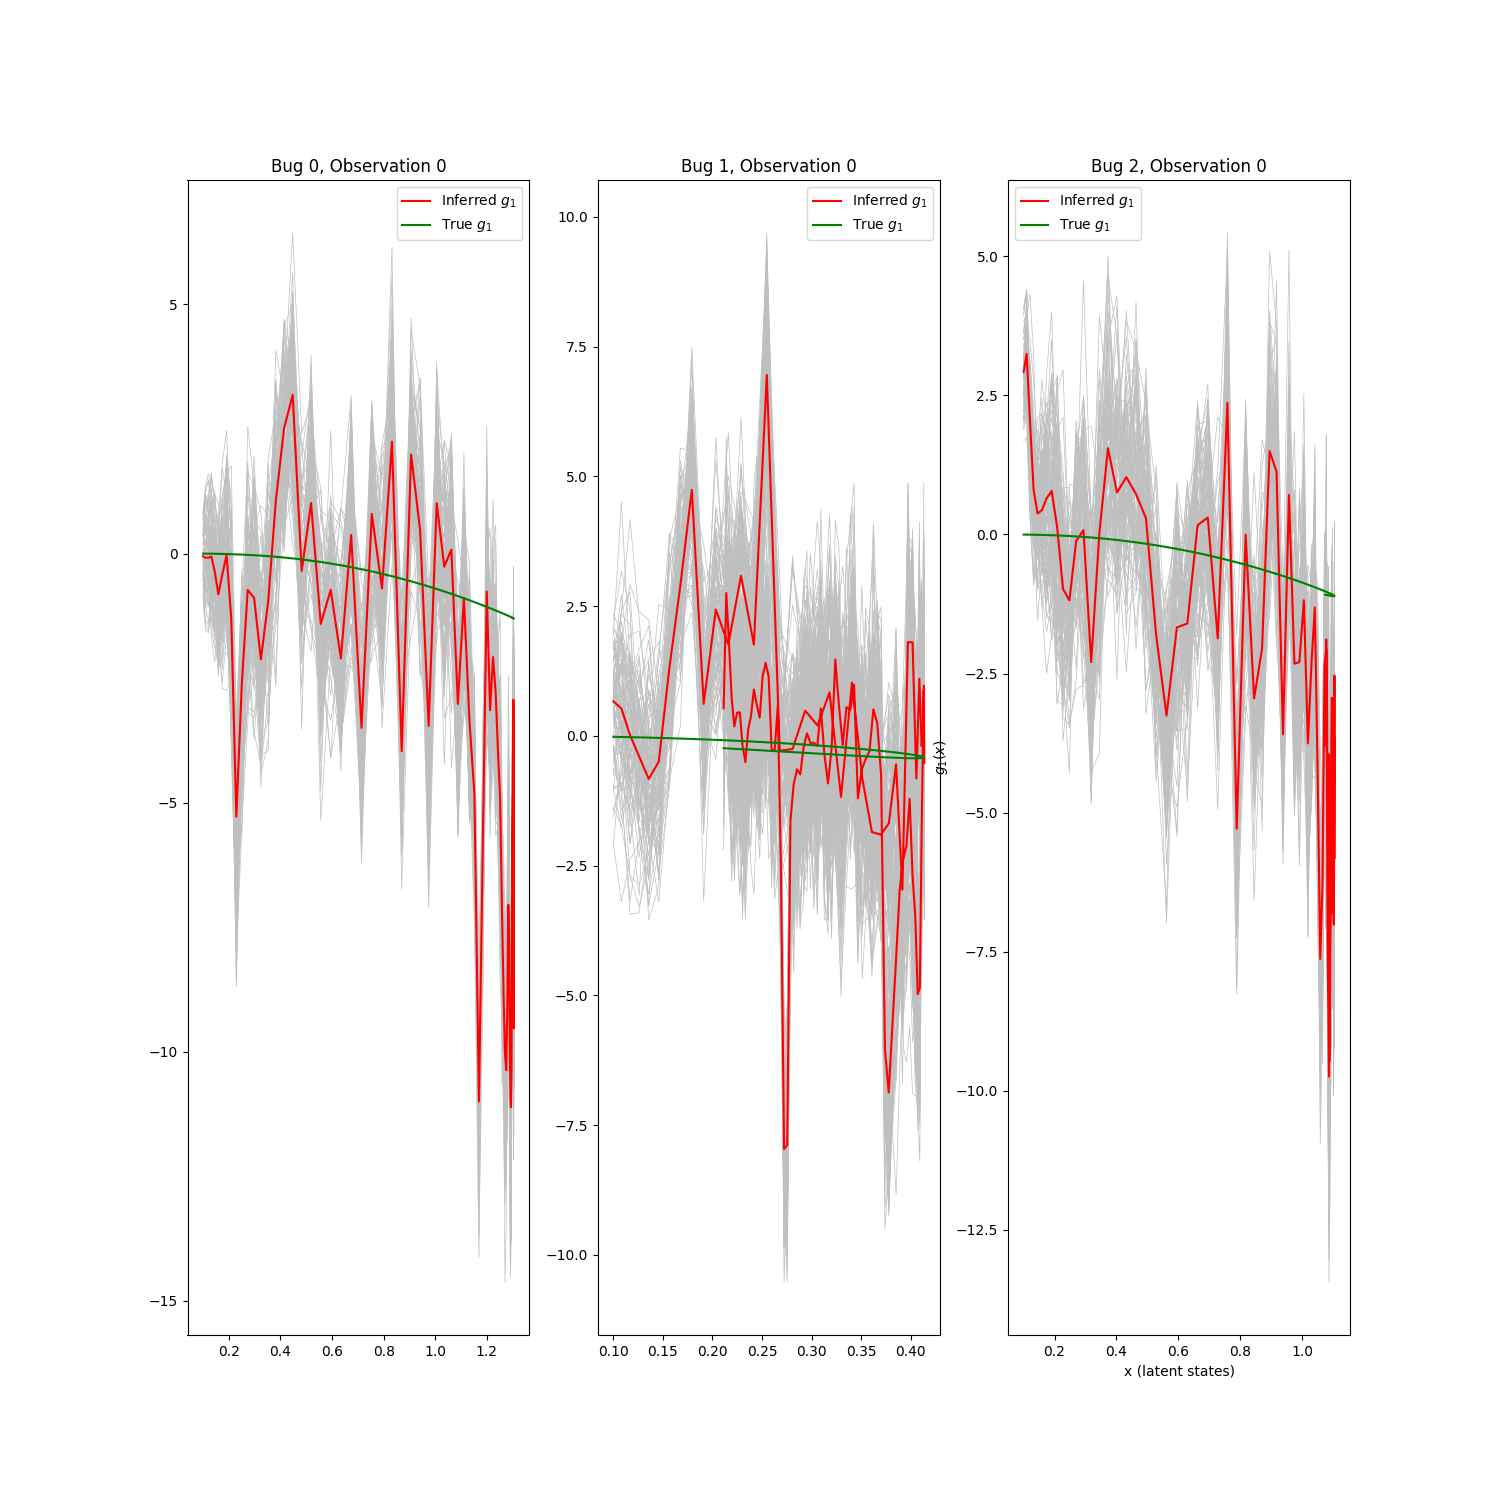 Bug 0, Observation 0
Inferred g₁
True g₁
5
0
−5
−10
−15
0.2 0.4 0.6 0.8 1.0 1.2
Bug 1, Observation 0
Inferred g₁
True g₁
10.0
7.5
5.0
2.5
0.0
−2.5
−5.0
−7.5
−10.0
0.10 0.15 0.20 0.25 0.30 0.35 0.40
g₁(x)
Bug 2, Observation 0
Inferred g₁
True g₁
5.0
2.5
0.0
−2.5
−5.0
−7.5
−10.0
−12.5
0.2 0.4 0.6 0.8 1.0
x (latent states)